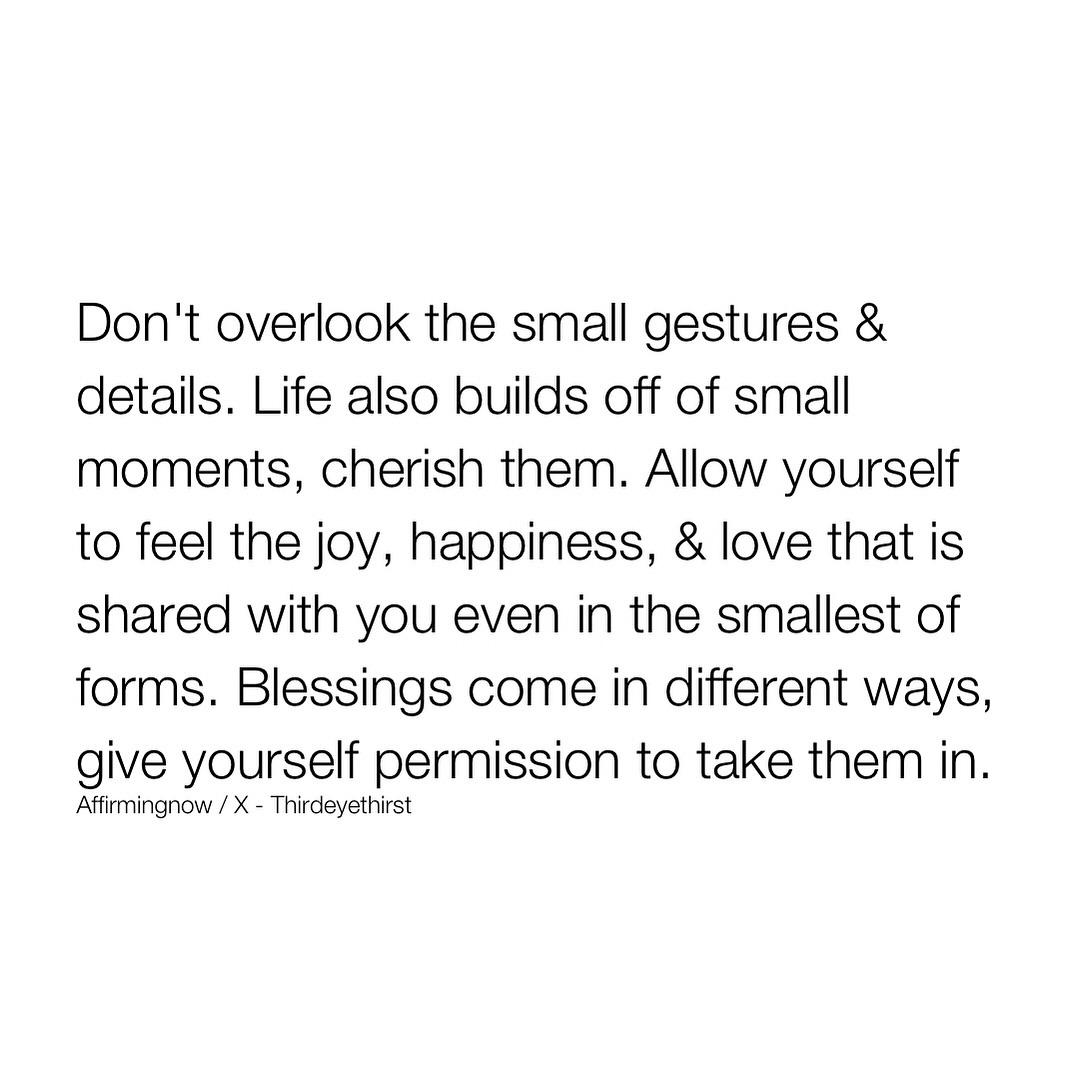 Don't overlook the small gestures &
details. Life also builds off of small
moments, cherish them. Allow yourself
to feel the joy, happiness, & love that is
shared with you even in the smallest of
forms. Blessings come in different ways,
give yourself permission to take them in.
Affirmingnow / X - Thirdeyethirst